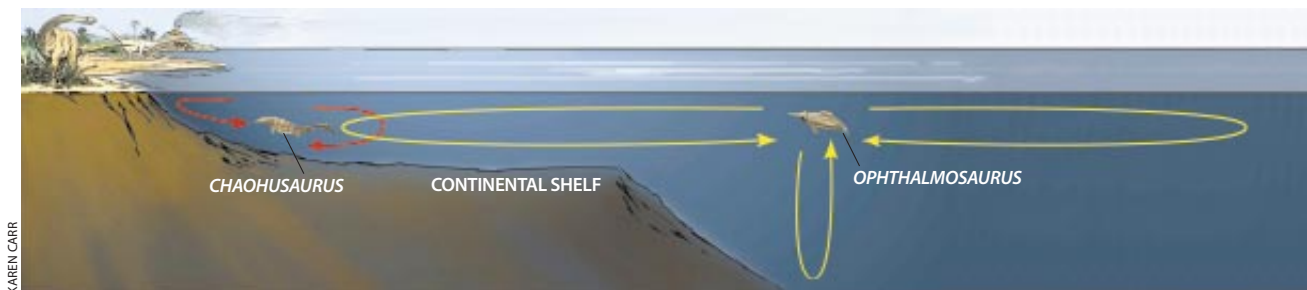 CHAOHUSAURUS
CONTINENTAL SHELF
OPHTHALMOSAURUS
KAREN CARR